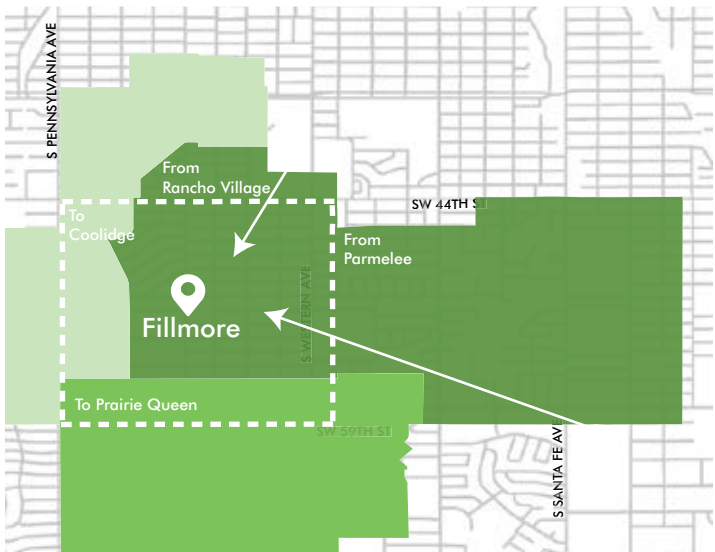 S PENNSYLVANIA AVE
From
Rancho Village
To
Coolidge
SW 44TH ST
From
Parmelee
S WESTERN AVE
Fillmore
To Prairie Queen
SW 59TH ST
S SANTA FE AVE